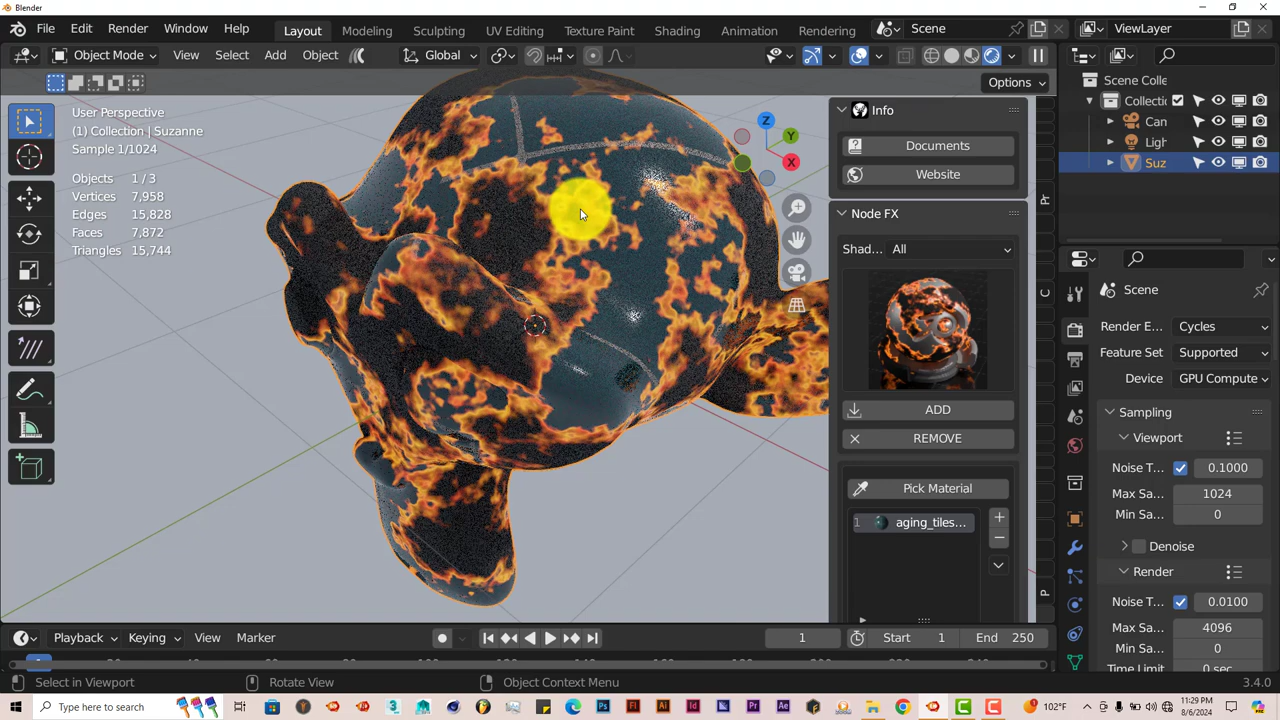 Blender
File Edit Render Window Help Layout Modeling Sculpting UV Editing Texture Paint Shading Animation Rendering Scene ViewLayer
Object Mode View Select Add Object Global
Options
User Perspective
(1) Collection | Suzanne
Sample 1/1024
Objects 1 / 3
Vertices 7,958
Edges 15,828
Faces 7,872
Triangles 15,744
Z
Y
X
Info
Documents
Website
Node FX
Shad... All
ADD
REMOVE
Pick Material
1 aging_tiles...
Scene Colle
Collecti
Can
Ligh
Suz
Scene
Render E... Cycles
Feature Set Supported
Device GPU Compute
Sampling
Viewport
Noise T... 0.1000
Max Sa... 1024
Min Sa... 0
Denoise
Render
Noise T... 0.0100
Max Sa... 4096
Min Sa... 0
Time Limit 0 sec
Playback Keying View Marker 1 Start 1 End 250
Select in Viewport Rotate View Object Context Menu 3.4.0
Type here to search 102°F 11:29 PM
8/6/2024